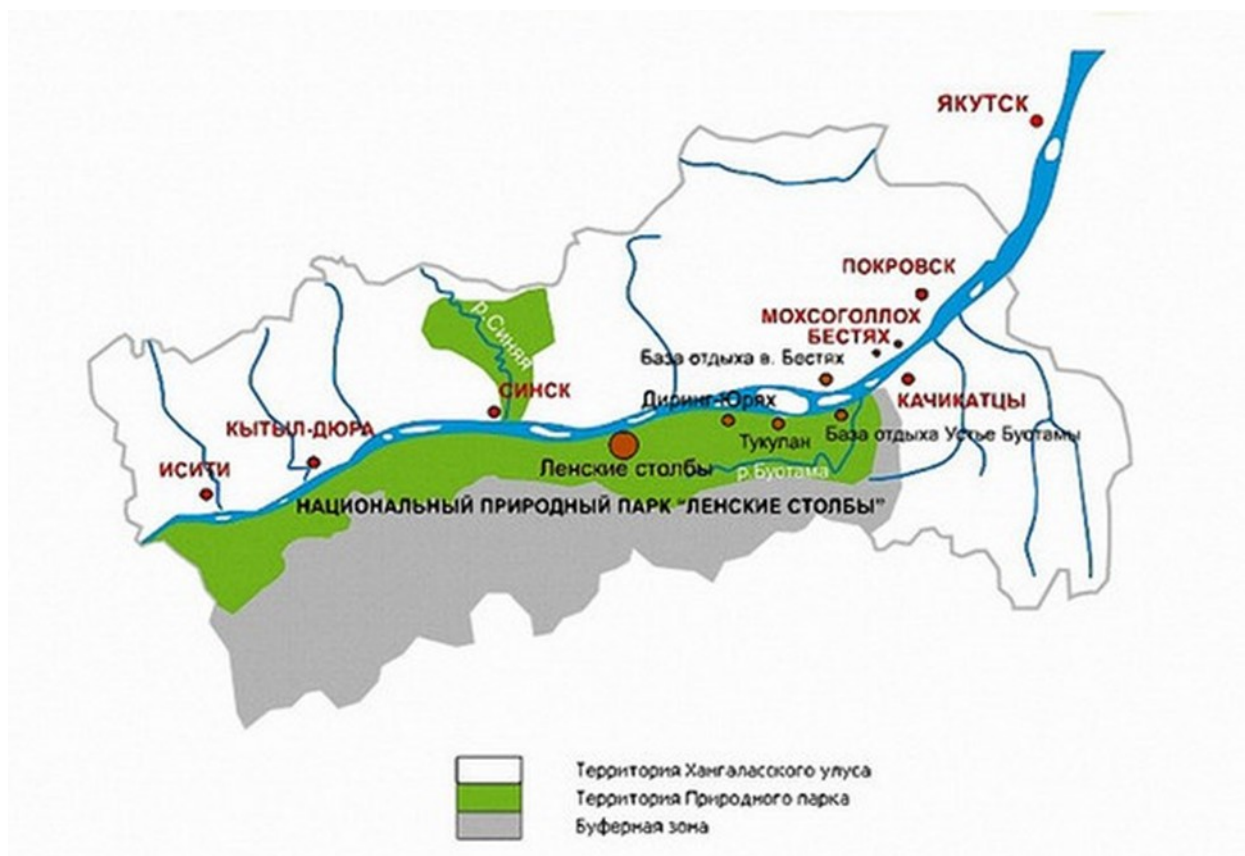 ЯКУТСК
ПОКРОВСК
МОХСОГОЛЛОХ
БЕСТЯХ
База отдыха в. Бестях
р.Синяя
СИНСК
Диринг-Юрях
КАЧИКАТЦЫ
КЫТЫЛ-ДЮРА
Тукулан
База отдыха Устье Буотамы
ИСИТИ
Ленские столбы
р.Буотама
НАЦИОНАЛЬНЫЙ ПРИРОДНЫЙ ПАРК "ЛЕНСКИЕ СТОЛБЫ"
Территория Хангаласского улуса
Территория Природного парка
Буферная зона